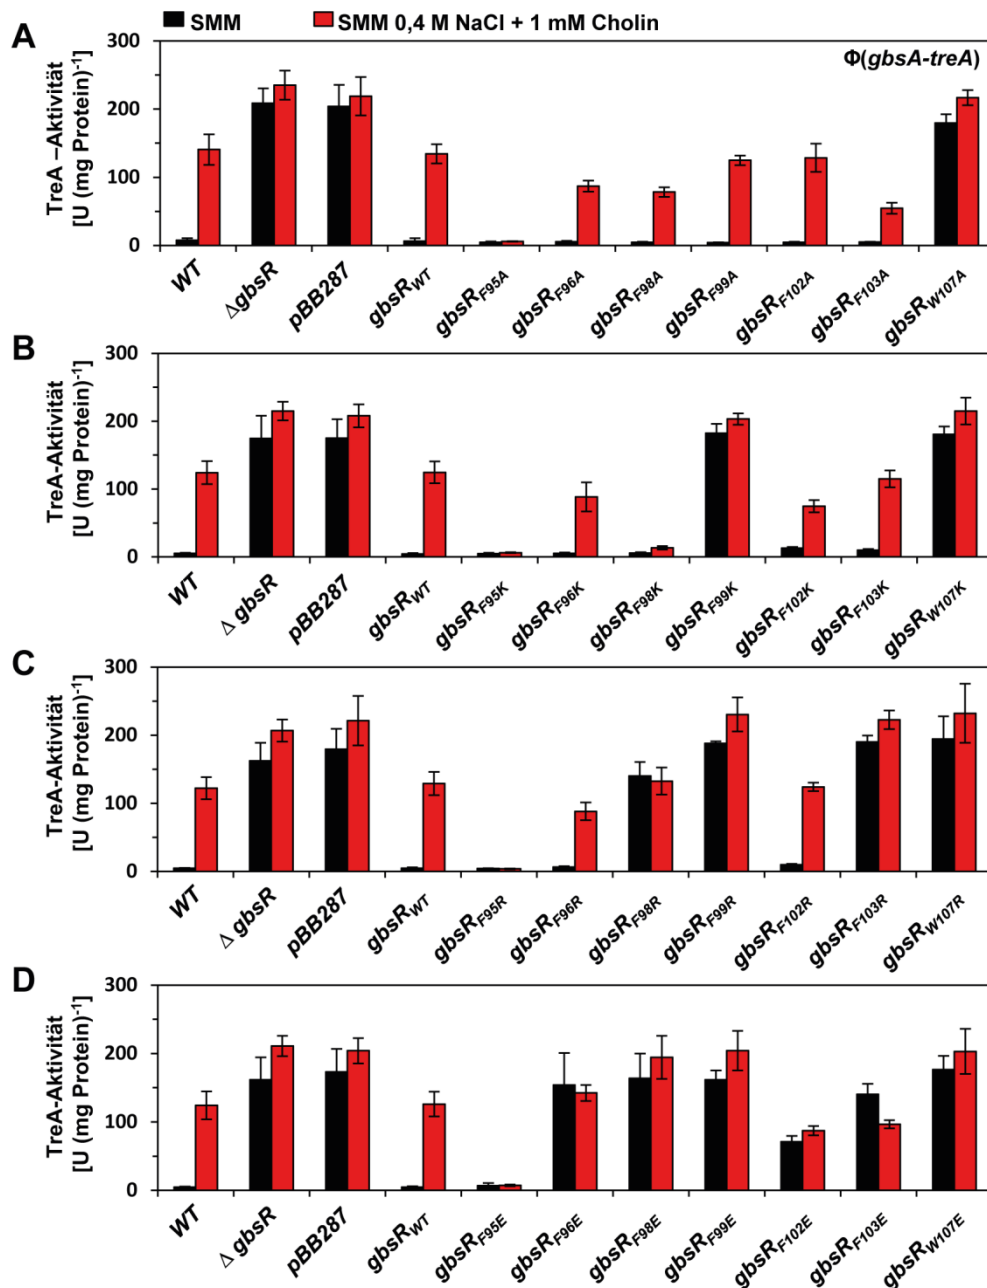 SMM
SMM 0,4 M NaCl + 1 mM Cholin
A
Φ(gbsA-treA)
TreA –Aktivität
[U (mg Protein)-1]
300
200
100
0
WT
ΔgbsR
pBB287
gbsRWT
gbsRF95A
gbsRF96A
gbsRF98A
gbsRF99A
gbsRF102A
gbsRF103A
gbsRW107A
B
TreA-Aktivität
[U (mg Protein)-1]
300
200
100
0
WT
Δ gbsR
pBB287
gbsRWT
gbsRF95K
gbsRF96K
gbsRF98K
gbsRF99K
gbsRF102K
gbsRF103K
gbsRW107K
C
TreA-Aktivität
[U (mg Protein)-1]
300
200
100
0
WT
Δ gbsR
pBB287
gbsRWT
gbsRF95R
gbsRF96R
gbsRF98R
gbsRF99R
gbsRF102R
gbsRF103R
gbsRW107R
D
TreA-Aktivität
[U (mg Protein)-1]
300
200
100
0
WT
Δ gbsR
pBB287
gbsRWT
gbsRF95E
gbsRF96E
gbsRF98E
gbsRF99E
gbsRF102E
gbsRF103E
gbsRW107E